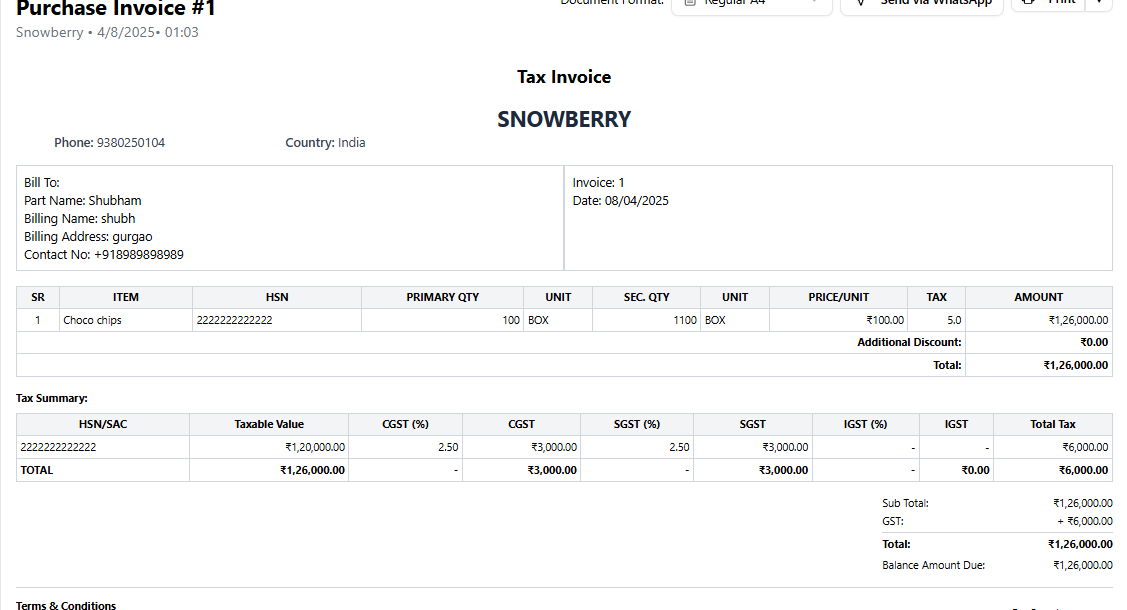 Purchase Invoice #1
Document Format: Regular A4 Send via WhatsApp Print
Snowberry • 4/8/2025• 01:03
Tax Invoice
SNOWBERRY
Phone: 9380250104 Country: India
Bill To:
Part Name: Shubham
Billing Name: shubh
Billing Address: gurgao
Contact No: +918989898989
Invoice: 1
Date: 08/04/2025
SR ITEM HSN PRIMARY QTY UNIT SEC. QTY UNIT PRICE/UNIT TAX AMOUNT
1 Choco chips 2222222222222 100 BOX 1100 BOX ₹100.00 5.0 ₹1,26,000.00
Additional Discount: ₹0.00
Total: ₹1,26,000.00
Tax Summary:
HSN/SAC Taxable Value CGST (%) CGST SGST (%) SGST IGST (%) IGST Total Tax
2222222222222 ₹1,20,000.00 2.50 ₹3,000.00 2.50 ₹3,000.00 - - ₹6,000.00
TOTAL ₹1,26,000.00 - ₹3,000.00 - ₹3,000.00 - ₹0.00 ₹6,000.00
Sub Total: ₹1,26,000.00
GST: + ₹6,000.00
Total: ₹1,26,000.00
Balance Amount Due: ₹1,26,000.00
Terms & Conditions